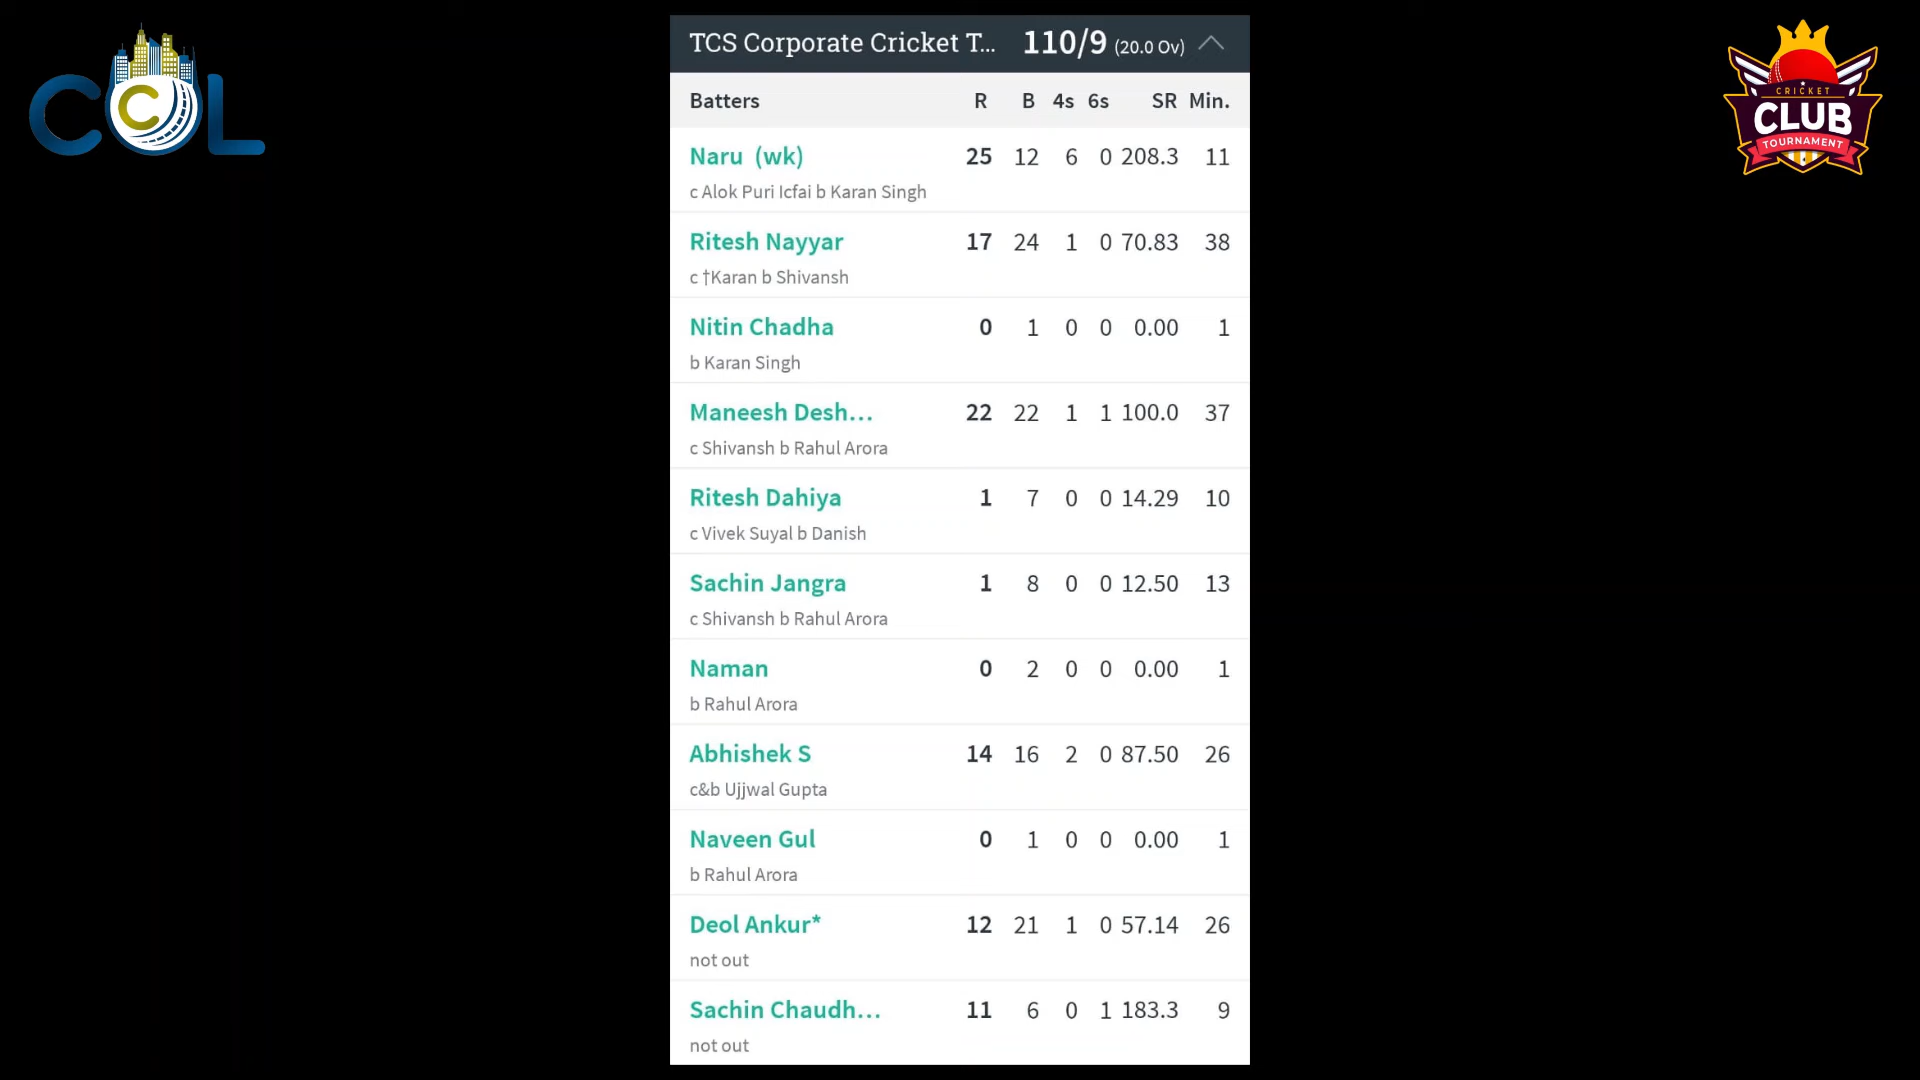 CCL
CRICKET
CLUB
TOURNAMENT
TCS Corporate Cricket T... 110/9 (20.0 Ov)
Batters R B 4s 6s SR Min.
Naru (wk) 25 12 6 0 208.3 11
c Alok Puri Icfai b Karan Singh
Ritesh Nayyar 17 24 1 0 70.83 38
c †Karan b Shivansh
Nitin Chadha 0 1 0 0 0.00 1
b Karan Singh
Maneesh Desh... 22 22 1 1 100.0 37
c Shivansh b Rahul Arora
Ritesh Dahiya 1 7 0 0 14.29 10
c Vivek Suyal b Danish
Sachin Jangra 1 8 0 0 12.50 13
c Shivansh b Rahul Arora
Naman 0 2 0 0 0.00 1
b Rahul Arora
Abhishek S 14 16 2 0 87.50 26
c&b Ujjwal Gupta
Naveen Gul 0 1 0 0 0.00 1
b Rahul Arora
Deol Ankur* 12 21 1 0 57.14 26
not out
Sachin Chaudh... 11 6 0 1 183.3 9
not out